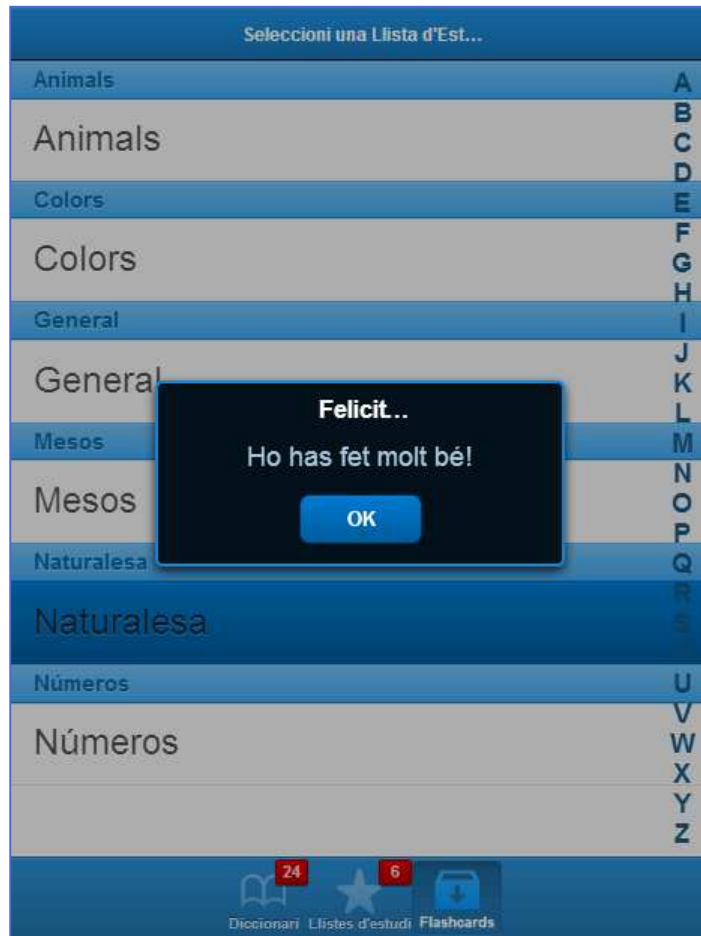 Seleccioni una Llista d'Est...
Animals
Animals
Colors
Colors
General
General
Mesos
Mesos
Naturalesa
Naturalesa
Números
Números
Felicit...
Ho has fet molt bé!
OK
A
B
C
D
E
F
G
H
I
J
K
L
M
N
O
P
Q
R
S
U
V
W
X
Y
Z
24
6
Diccionari Llistes d'estudi Flashcards